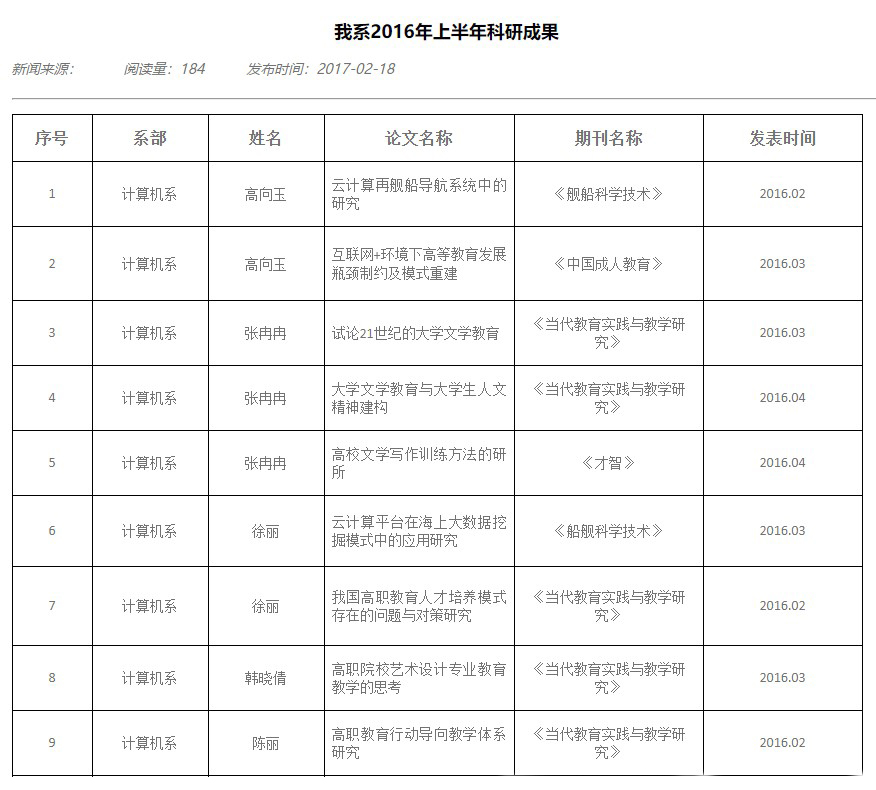 我系2016年上半年科研成果
新闻来源： 阅读量：184 发布时间：2017-02-18
序号 系部 姓名 论文名称 期刊名称 发表时间
1 计算机系 高向玉 云计算再舰船导航系统中的
研究 《舰船科学技术》 2016.02
2 计算机系 高向玉 互联网+环境下高等教育发展
瓶颈制约及模式重建 《中国成人教育》 2016.03
3 计算机系 张冉冉 试论21世纪的大学文学教育 《当代教育实践与教学研
究》 2016.03
4 计算机系 张冉冉 大学文学教育与大学生人文 《当代教育实践与教学研
精神建构 究》 2016.04
5 计算机系 张冉冉 高校文学写作训练方法的研
所 《才智》 2016.04
6 计算机系 徐丽 云计算平台在海上大数据挖
掘模式中的应用研究 《船舰科学技术》 2016.03
7 计算机系 徐丽 我国高职教育人才培养模式 《当代教育实践与教学研
存在的问题与对策研究 究》 2016.02
8 计算机系 韩晓倩 高职院校艺术设计专业教育 《当代教育实践与教学研
教学的思考 究》 2016.03
9 计算机系 陈丽 高职教育行动导向教学体系 《当代教育实践与教学研
研究 究》 2016.02